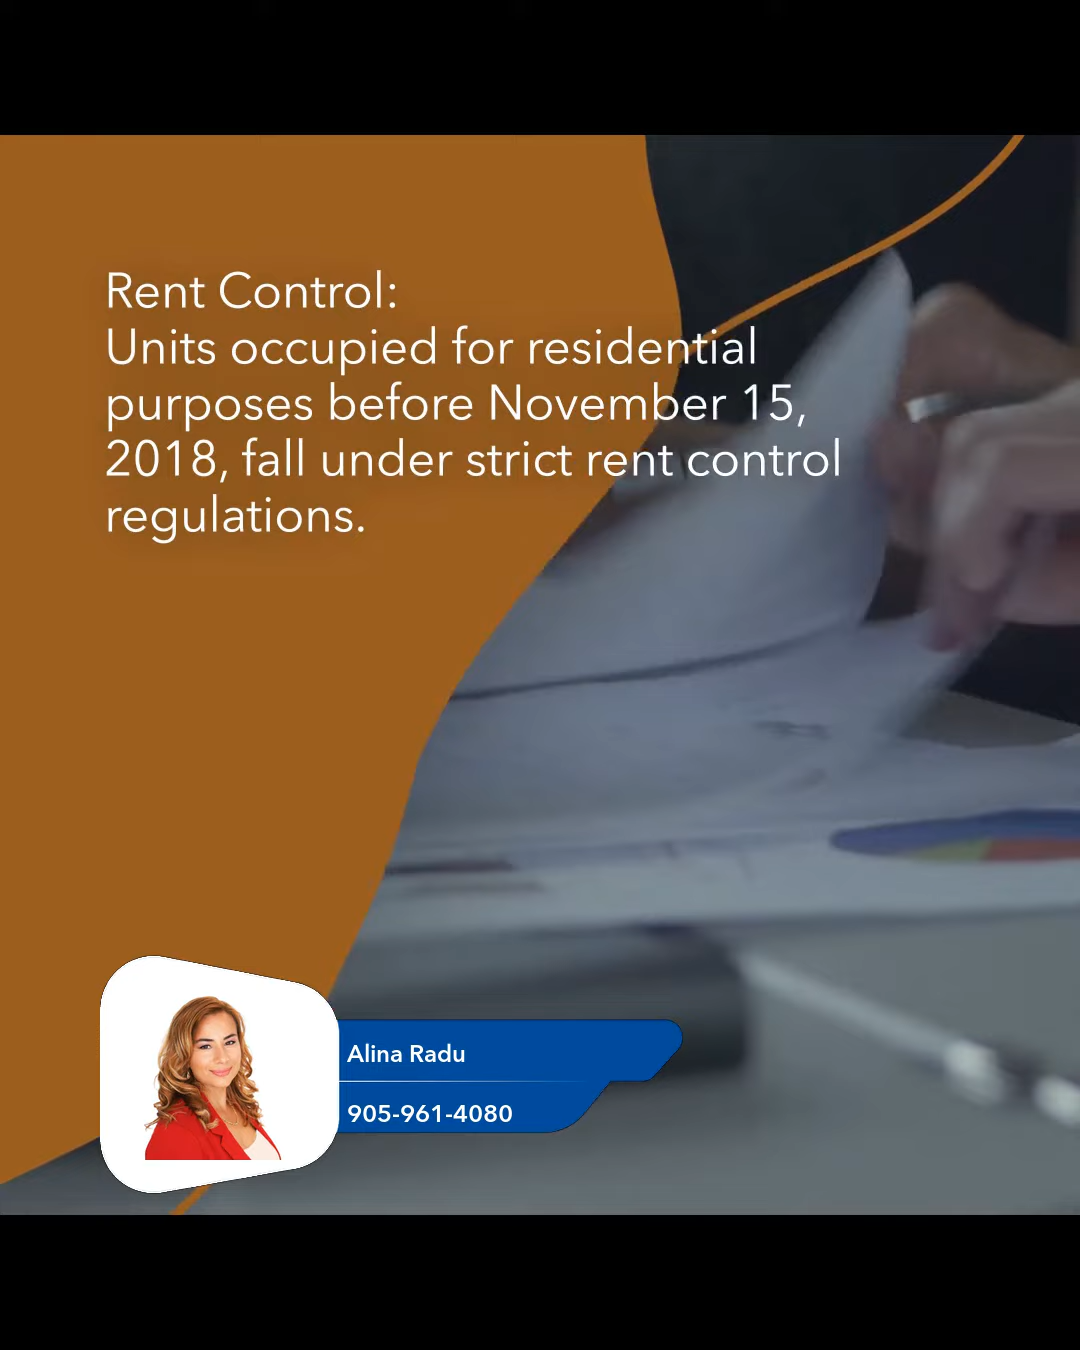 Rent Control:
Units occupied for residential
purposes before November 15,
2018, fall under strict rent control
regulations.
Alina Radu
905-961-4080